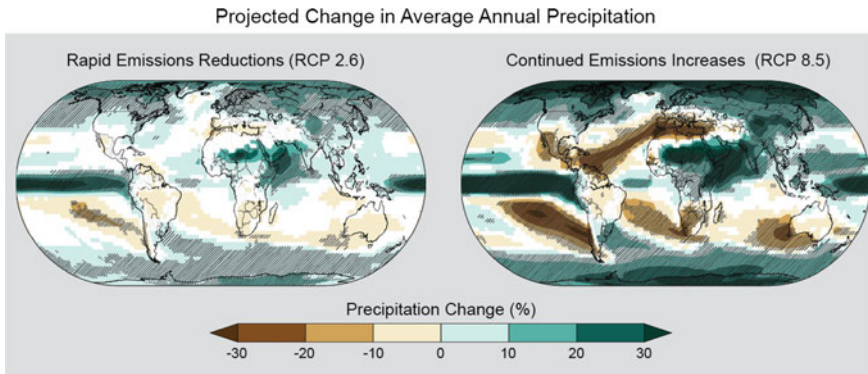 Projected Change in Average Annual Precipitation
Rapid Emissions Reductions (RCP 2.6)
Continued Emissions Increases (RCP 8.5)
Precipitation Change (%)
-30 -20 -10 0 10 20 30